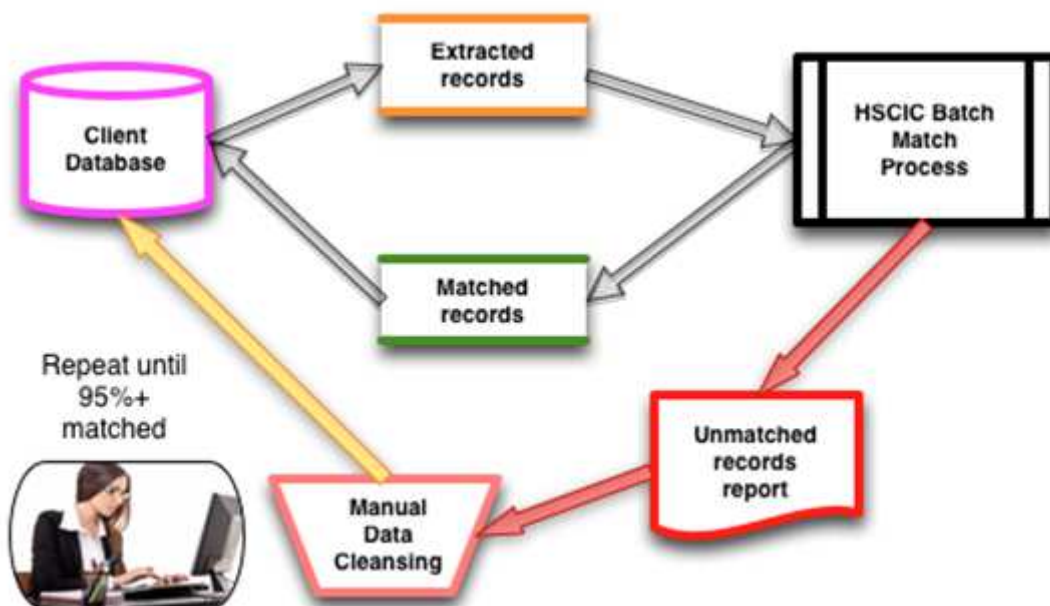 Extracted
records
Client
Database
HSCIC Batch
Match
Process
Matched
records
Repeat until
95%+
matched
Unmatched
records
report
Manual
Data
Cleansing